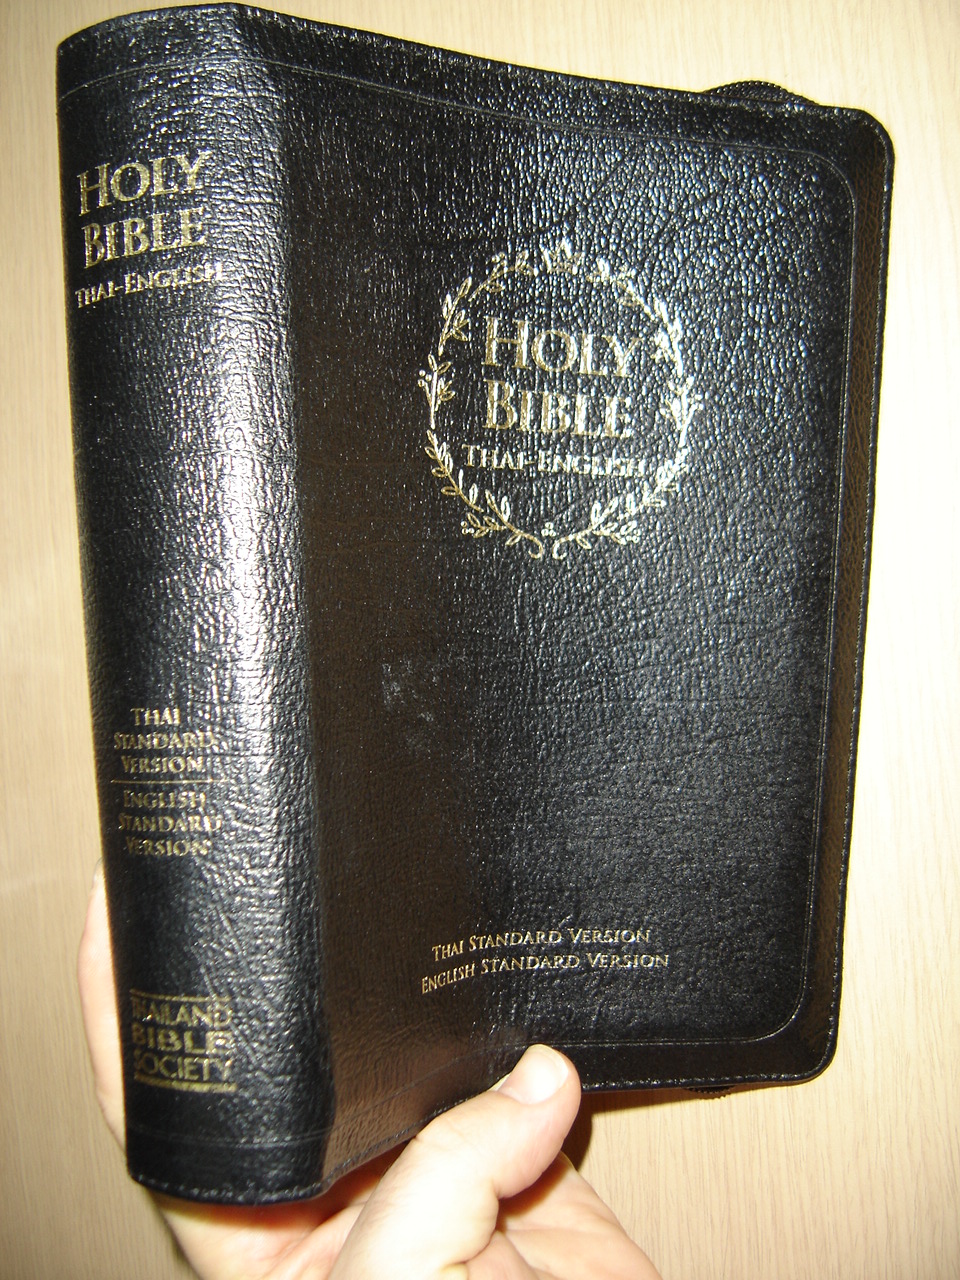 HOLY
BIBLE
THAI-ENGLISH
THAI
STANDARD
VERSION
ENGLISH
STANDARD
VERSION
THAILAND
BIBLE
SOCIETY
HOLY
BIBLE
THAI-ENGLISH
THAI STANDARD VERSION
ENGLISH STANDARD VERSION